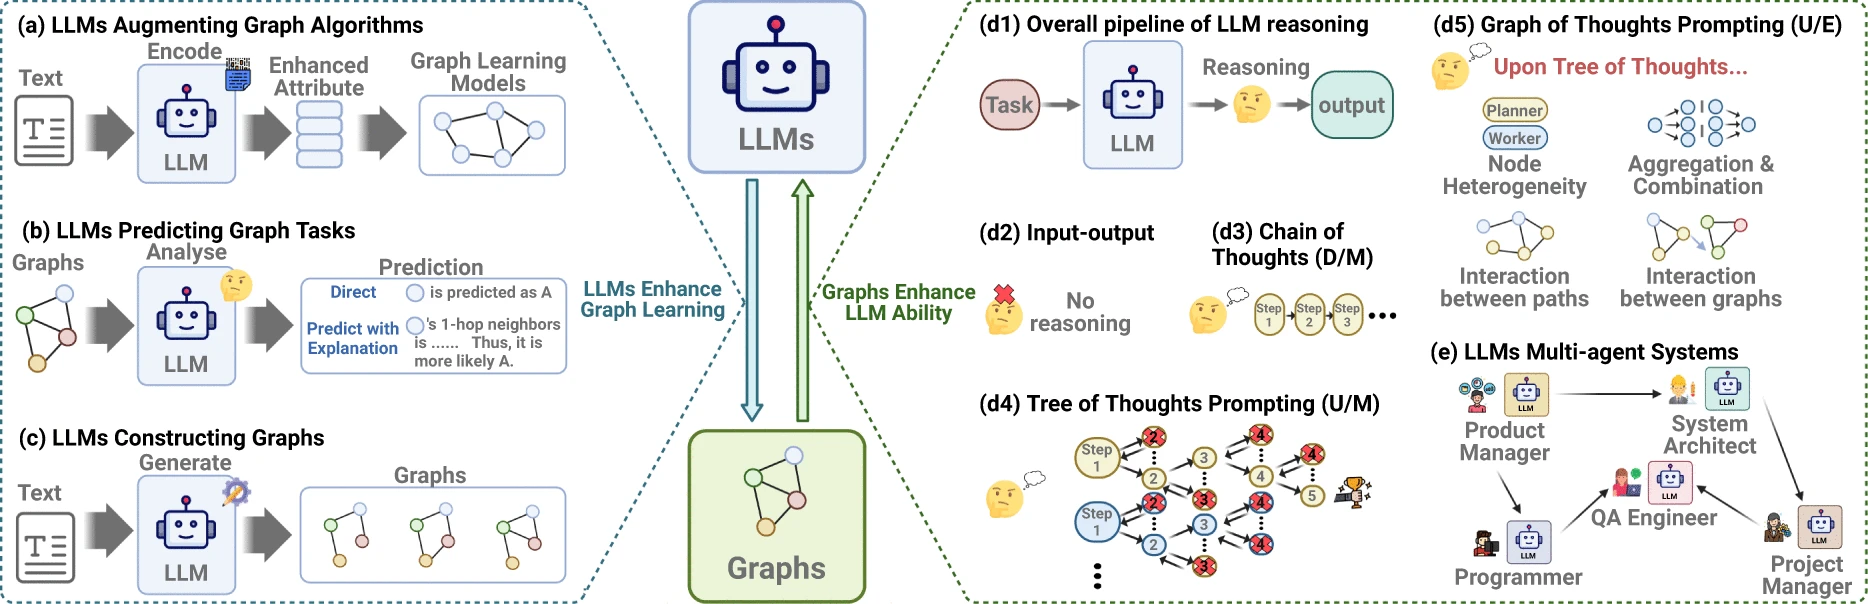 (a) LLMs Augmenting Graph Algorithms
Encode
Text
T
LLM
Enhanced
Attribute
Graph Learning
Models
(b) LLMs Predicting Graph Tasks
Analyse
Graphs
LLM
Prediction
Direct
is predicted as A
Predict with
Explanation
's 1-hop neighbors
is ...... Thus, it is
more likely A.
(c) LLMs Constructing Graphs
Generate
Text
T
LLM
Graphs
LLMs
LLMs Enhance
Graph Learning
Graphs Enhance
LLM Ability
Graphs
(d1) Overall pipeline of LLM reasoning
Task
LLM
Reasoning
output
(d2) Input-output
No
reasoning
(d3) Chain of
Thoughts (D/M)
Step
1
Step
2
Step
3
(d4) Tree of Thoughts Prompting (U/M)
Step
1
2
2
3
3
4
4
4
5
Step
1
2
2
3
3
4
4
(d5) Graph of Thoughts Prompting (U/E)
Upon Tree of Thoughts...
Planner
Worker
Node
Heterogeneity
Aggregation &
Combination
Interaction
between paths
Interaction
between graphs
(e) LLMs Multi-agent Systems
LLM
Product
Manager
LLM
System
Architect
LLM
QA Engineer
LLM
Programmer
LLM
Project
Manager